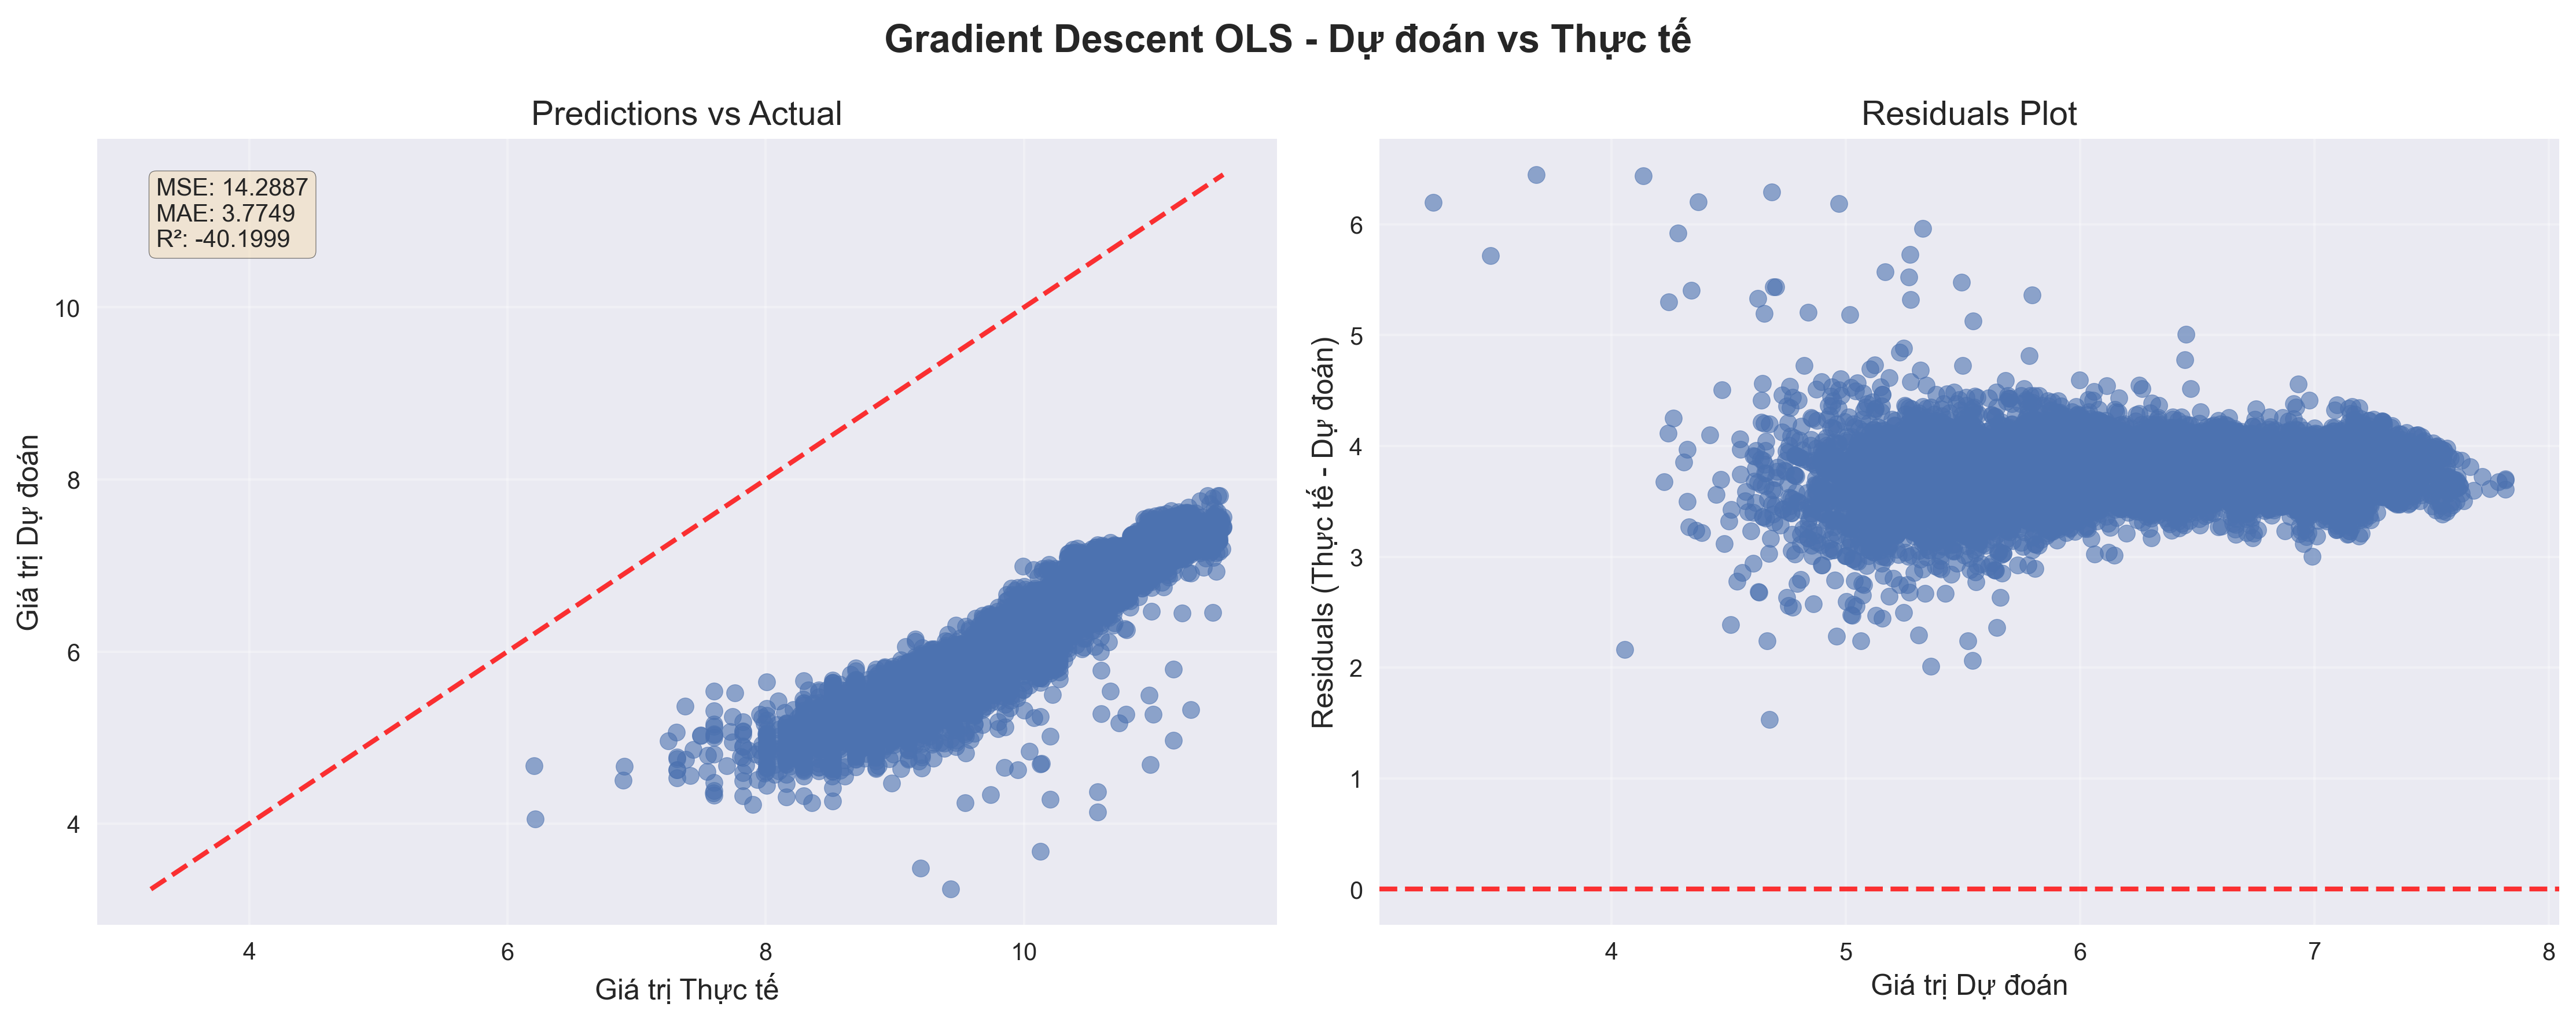 Gradient Descent OLS - Dự đoán vs Thực tế
Predictions vs Actual
MSE: 14.2887
MAE: 3.7749
R²: -40.1999
10
8
6
4
Giá trị Dự đoán
4 6 8 10
Giá trị Thực tế
Residuals Plot
6
5
4
3
2
1
0
Residuals (Thực tế - Dự đoán)
4 5 6 7 8
Giá trị Dự đoán